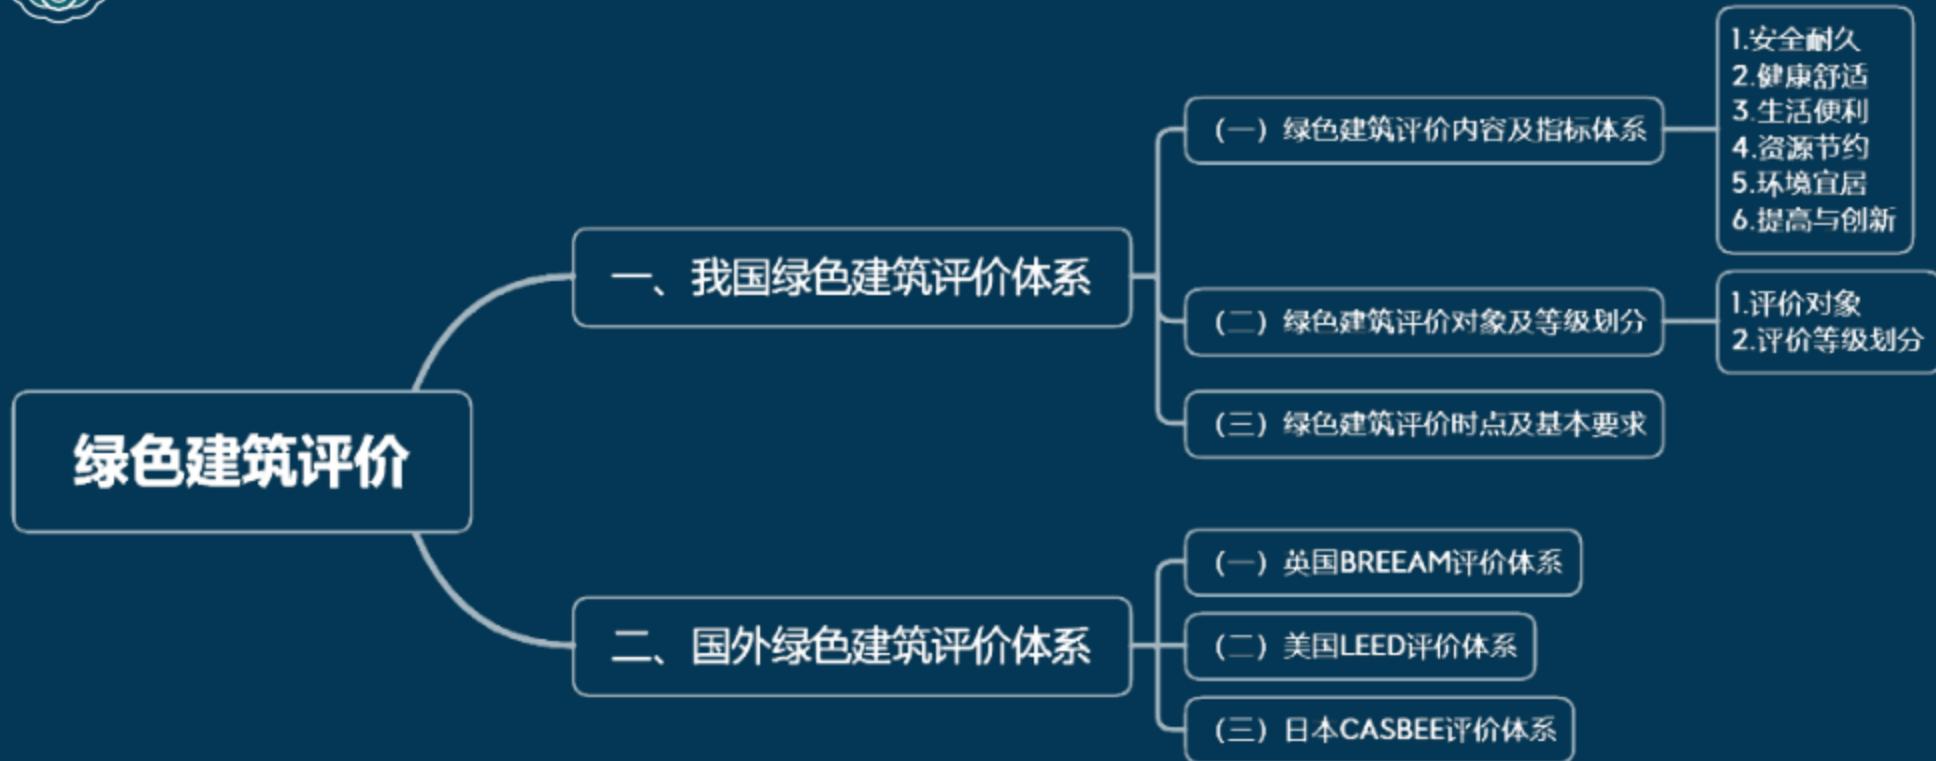 绿色建筑评价
一、我国绿色建筑评价体系
（一）绿色建筑评价内容及指标体系
1.安全耐久
2.健康舒适
3.生活便利
4.资源节约
5.环境宜居
6.提高与创新
（二）绿色建筑评价对象及等级划分
1.评价对象
2.评价等级划分
（三）绿色建筑评价时点及基本要求
二、国外绿色建筑评价体系
（一）英国BREEAM评价体系
（二）美国LEED评价体系
（三）日本CASBEE评价体系